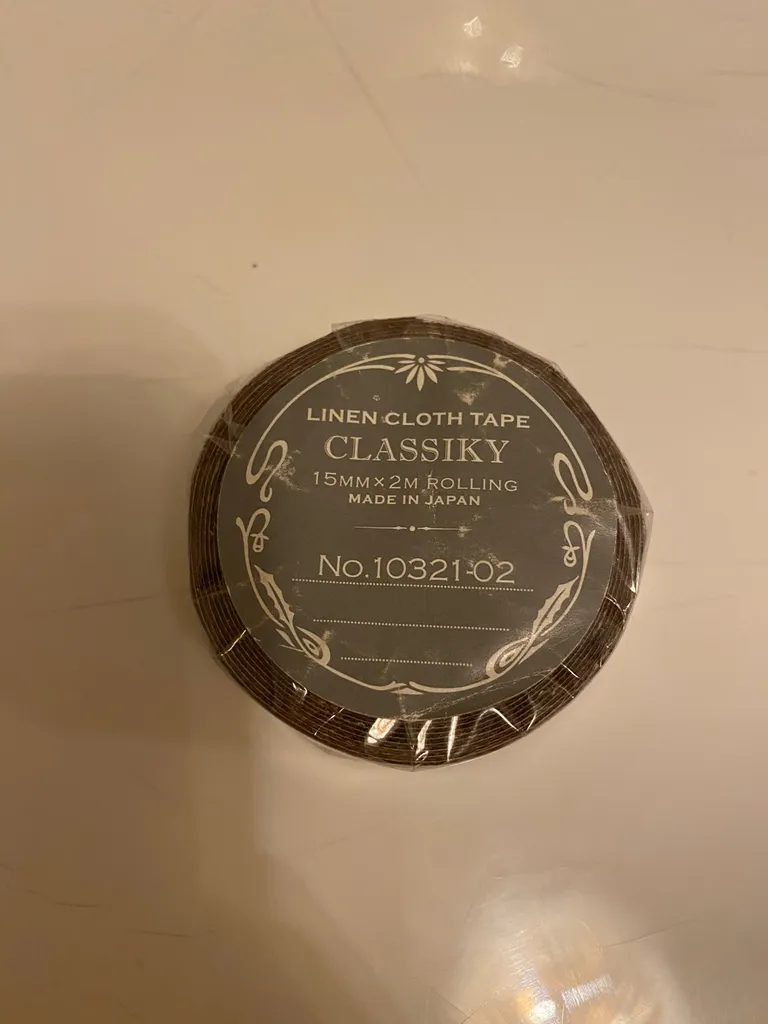 LINEN CLOTH TAPE
CLASSIKY
15MM×2M ROLLING
MADE IN JAPAN
No.10321-02